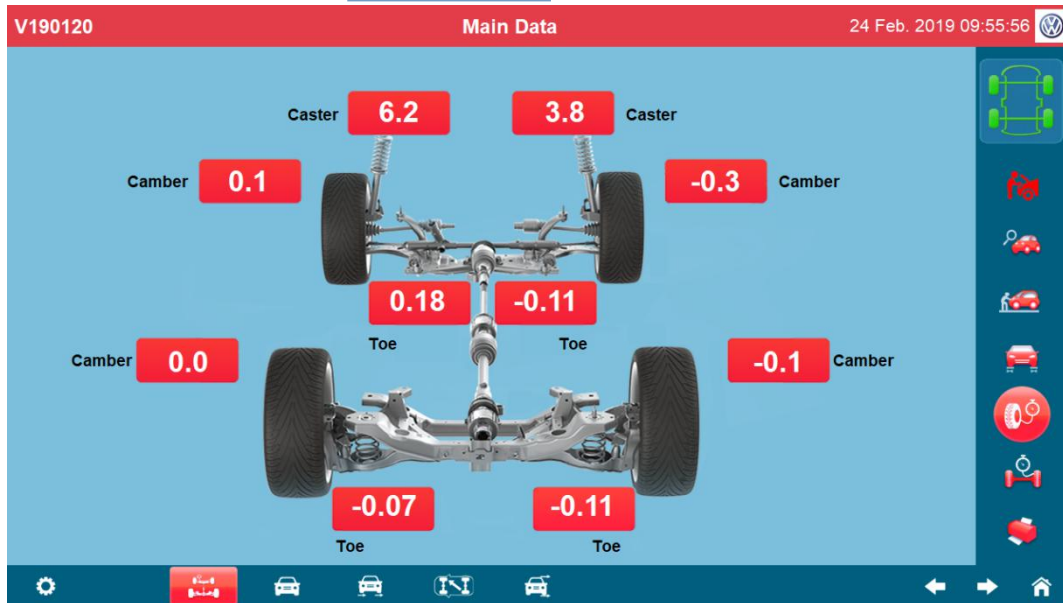 V190120 Main Data 24 Feb. 2019 09:55:56
Caster 6.2 3.8 Caster
Camber 0.1 -0.3 Camber
0.18 -0.11
Toe Toe
Camber 0.0 -0.1 Camber
-0.07 -0.11
Toe Toe